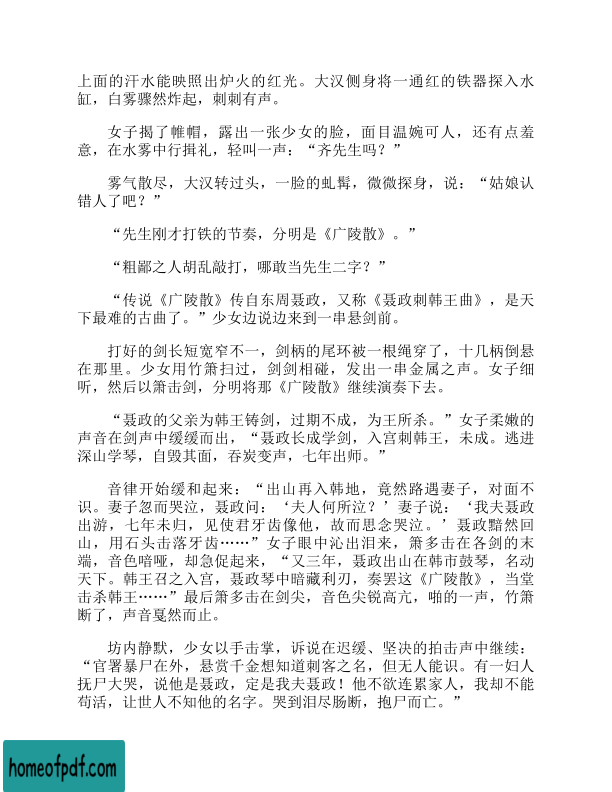 上面的汗水能映照出炉火的红光。大汉侧身将一通红的铁器探入水
缸，白雾骤然炸起，刺刺有声。
女子揭了帷帽，露出一张少女的脸，面目温婉可人，还有点羞
意，在水雾中行揖礼，轻叫一声：“齐先生吗？”
雾气散尽，大汉转过头，一脸的虬髯，微微探身，说：“姑娘认
错人了吧？”
“先生刚才打铁的节奏，分明是《广陵散》。”
“粗鄙之人胡乱敲打，哪敢当先生二字？”
“传说《广陵散》传自东周聂政，又称《聂政刺韩王曲》，是天
下最难的古曲了。”少女边说边来到一串悬剑前。
打好的剑长短宽窄不一，剑柄的尾环被一根绳穿了，十几柄倒悬
在那里。少女用竹箫扫过，剑剑相碰，发出一串金属之声。女子细
听，然后以箫击剑，分明将那《广陵散》继续演奏下去。
“聂政的父亲为韩王铸剑，过期不成，为王所杀。”女子柔嫩的
声音在剑声中缓缓而出，“聂政长成学剑，入宫刺韩王，未成。逃进
深山学琴，自毁其面，吞炭变声，七年出师。”
音律开始缓和起来：“出山再入韩地，竟然路遇妻子，对面不
识。妻子忽而哭泣，聂政问：‘夫人何所泣？’妻子说：‘我夫聂政
出游，七年未归，见使君牙齿像他，故而思念哭泣。’聂政黯然回
山，用石头击落牙齿……”女子眼中沁出泪来，箫多击在各剑的末
端，音色喑哑，却急促起来，“又三年，聂政出山在韩市鼓琴，名动
天下。韩王召之入宫，聂政琴中暗藏利刃，奏罢这《广陵散》，当堂
击杀韩王……”最后箫多击在剑尖，音色尖锐高亢，啪的一声，竹箫
断了，声音戛然而止。
坊内静默，少女以手击掌，诉说在迟缓、坚决的拍击声中继续：
“官署暴尸在外，悬赏千金想知道刺客之名，但无人能识。有一妇人
抚尸大哭，说他是聂政，定是我夫聂政！他不欲连累家人，我却不能
苟活，让世人不知他的名字。哭到泪尽肠断，抱尸而亡。”
homeofpdf.com